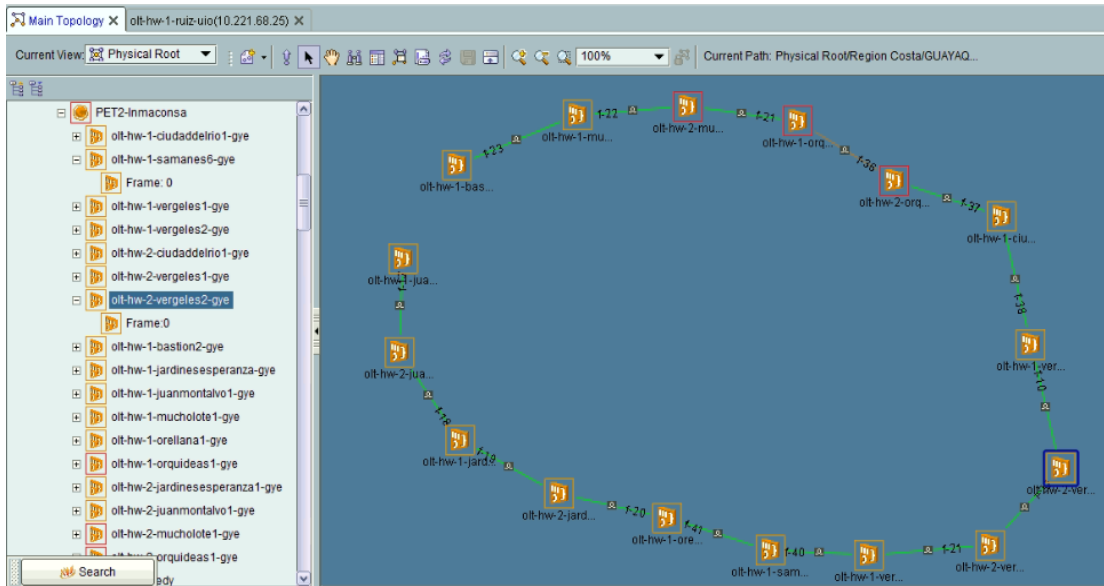 Main Topology
olt-hw-1-ruiz-uio(10.221.68.25)
Current View:
Physical Root
100%
Current Path: Physical Root/Region Costa/GUAYAQ...
PET2-Inmaconsa
olt-hw-1-ciudaddelrio1-gye
olt-hw-1-samanes6-gye
Frame: 0
olt-hw-1-vergeles1-gye
olt-hw-1-vergeles2-gye
olt-hw-2-ciudaddelrio1-gye
olt-hw-2-vergeles1-gye
olt-hw-2-vergeles2-gye
Frame:0
olt-hw-1-bastion2-gye
olt-hw-1-jardinesesperanza-gye
olt-hw-1-juanmontalvo1-gye
olt-hw-1-mucholote1-gye
olt-hw-1-orellana1-gye
olt-hw-1-orquideas1-gye
olt-hw-2-jardinesesperanza1-gye
olt-hw-2-juanmontalvo1-gye
olt-hw-2-mucholote1-gye
orquideas1-gye
Search
f-23
f-22
f-21
f-36
f-37
f-38
f-10
f-21
f-40
f-41
f-20
f-19
f-18
olt-hw-1-bas...
olt-hw-1-mu...
olt-hw-2-mu...
olt-hw-1-orq...
olt-hw-2-orq...
olt-hw-1-ciu...
olt-hw-1-ver...
olt-hw-2-ver...
olt-hw-2-ver...
olt-hw-1-ver...
olt-hw-1-sam...
olt-hw-1-ore...
olt-hw-2-jard...
olt-hw-1-jard...
olt-hw-2-jua...
olt-hw-1-jua...